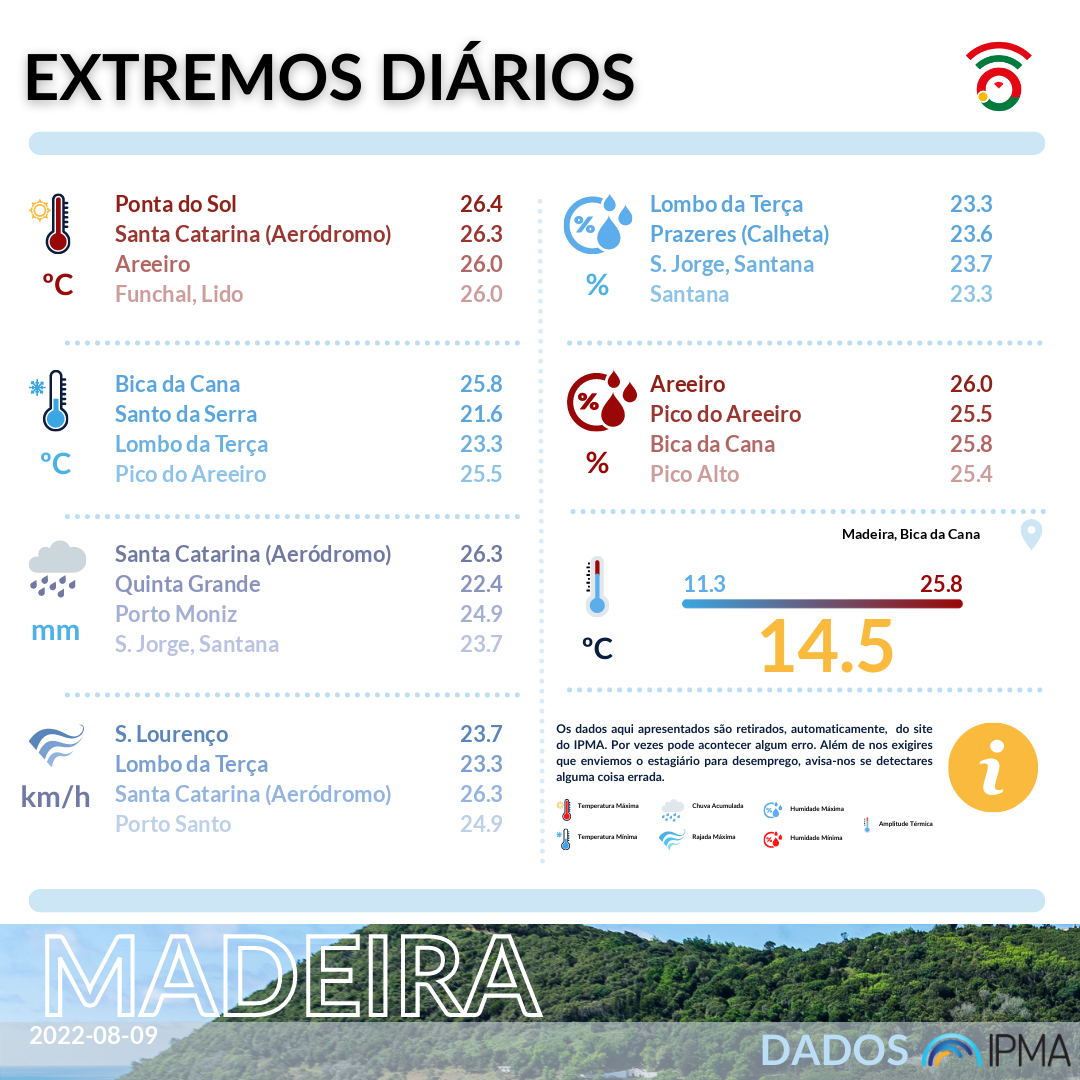 EXTREMOS DIÁRIOS
Ponta do Sol 26.4
Santa Catarina (Aeródromo) 26.3
Areeiro 26.0
Funchal, Lido 26.0
ºC
Bica da Cana 25.8
Santo da Serra 21.6
Lombo da Terça 23.3
Pico do Areeiro 25.5
ºC
Santa Catarina (Aeródromo) 26.3
Quinta Grande 22.4
Porto Moniz 24.9
S. Jorge, Santana 23.7
mm
S. Lourenço 23.7
Lombo da Terça 23.3
Santa Catarina (Aeródromo) 26.3
Porto Santo 24.9
km/h
Lombo da Terça 23.3
Prazeres (Calheta) 23.6
S. Jorge, Santana 23.7
Santana 23.3
%
%
Areeiro 26.0
Pico do Areeiro 25.5
Bica da Cana 25.8
Pico Alto 25.4
%
%
Madeira, Bica da Cana
11.3 25.8
14.5
ºC
Os dados aqui apresentados são retirados, automaticamente, do site
do IPMA. Por vezes pode acontecer algum erro. Além de nos exigires
que enviemos o estagiário para desemprego, avisa-nos se detectares
alguma coisa errada.
i
Temperatura Máxima
Chuva Acumulada
Humidade Máxima
Amplitude Térmica
Temperatura Mínima
Rajada Máxima
Humidade Mínima
MADEIRA
2022-08-09
DADOS IPMA